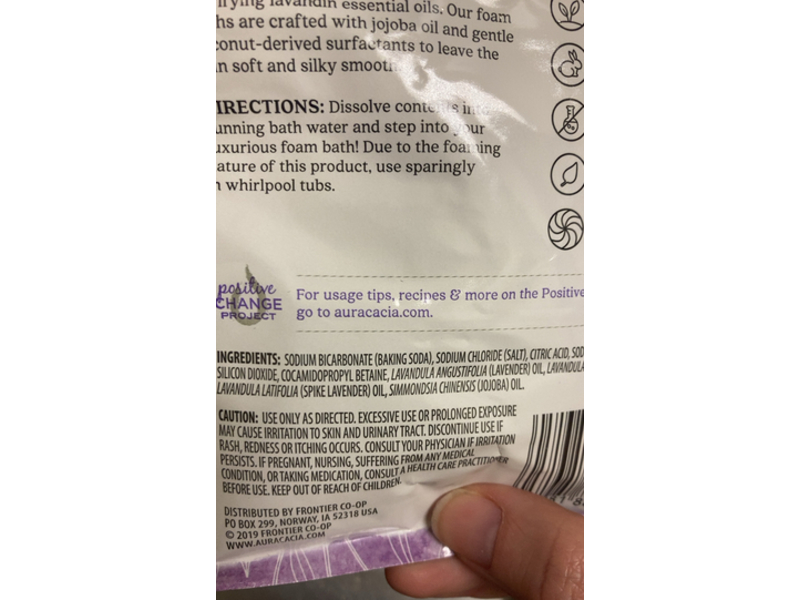 rifying lavandin essential oils. Our foam
hs are crafted with jojoba oil and gentle
conut-derived surfactants to leave the
n soft and silky smooth.
IRECTIONS: Dissolve contents into
unning bath water and step into your
uxurious foam bath! Due to the foaming
ature of this product, use sparingly
n whirlpool tubs.
positive
CHANGE
PROJECT
For usage tips, recipes & more on the Positive
go to auracacia.com.
INGREDIENTS: SODIUM BICARBONATE (BAKING SODA), SODIUM CHLORIDE (SALT), CITRIC ACID, SOD
SILICON DIOXIDE, COCAMIDOPROPYL BETAINE, LAVANDULA ANGUSTIFOLIA (LAVENDER) OIL, LAVANDULA
LAVANDULA LATIFOLIA (SPIKE LAVENDER) OIL, SIMMONDSIA CHINENSIS (JOJOBA) OIL.
CAUTION: USE ONLY AS DIRECTED. EXCESSIVE USE OR PROLONGED EXPOSURE
MAY CAUSE IRRITATION TO SKIN AND URINARY TRACT. DISCONTINUE USE IF
RASH, REDNESS OR ITCHING OCCURS. CONSULT YOUR PHYSICIAN IF IRRITATION
PERSISTS. IF PREGNANT, NURSING, SUFFERING FROM ANY MEDICAL
CONDITION, OR TAKING MEDICATION, CONSULT A HEALTH CARE PRACTITIONER
BEFORE USE. KEEP OUT OF REACH OF CHILDREN.
DISTRIBUTED BY FRONTIER CO-OP
PO BOX 299, NORWAY, IA 52318 USA
© 2019 FRONTIER CO-OP
WWW.AURACACIA.COM